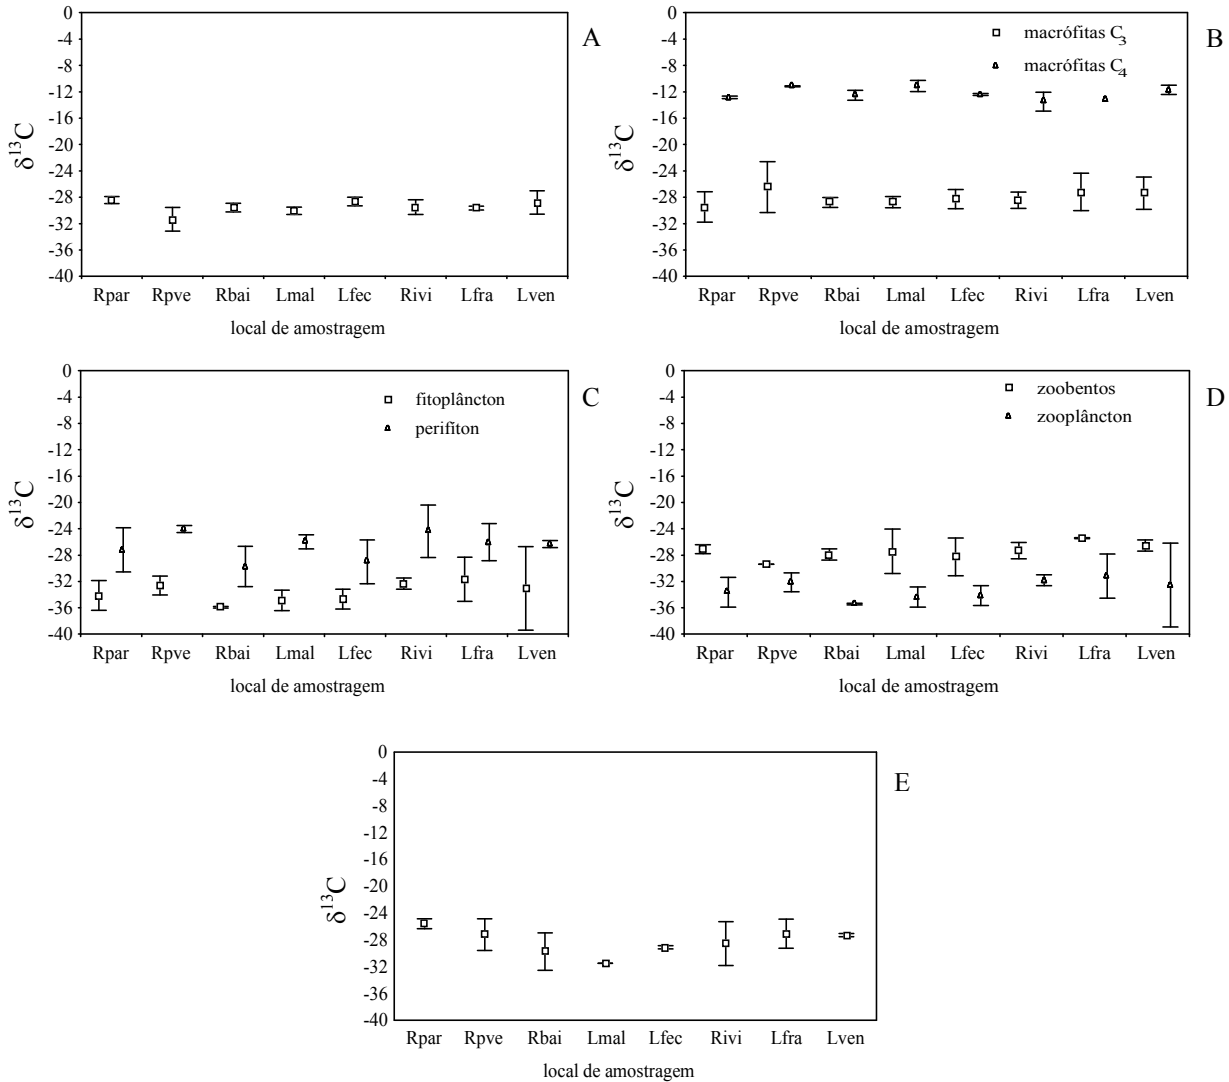 A
δ¹³C
0
-4
-8
-12
-16
-20
-24
-28
-32
-36
-40
Rpar Rpve Rbai Lmal Lfec Rivi Lfra Lven
local de amostragem
B
macrófitas C₃
macrófitas C₄
δ¹³C
0
-4
-8
-12
-16
-20
-24
-28
-32
-36
-40
Rpar Rpve Rbai Lmal Lfec Rivi Lfra Lven
local de amostragem
C
fitoplâncton
perifíton
δ¹³C
0
-4
-8
-12
-16
-20
-24
-28
-32
-36
-40
Rpar Rpve Rbai Lmal Lfec Rivi Lfra Lven
local de amostragem
D
zoobentos
zooplâncton
δ¹³C
0
-4
-8
-12
-16
-20
-24
-28
-32
-36
-40
Rpar Rpve Rbai Lmal Lfec Rivi Lfra Lven
local de amostragem
E
δ¹³C
0
-4
-8
-12
-16
-20
-24
-28
-32
-36
-40
Rpar Rpve Rbai Lmal Lfec Rivi Lfra Lven
local de amostragem